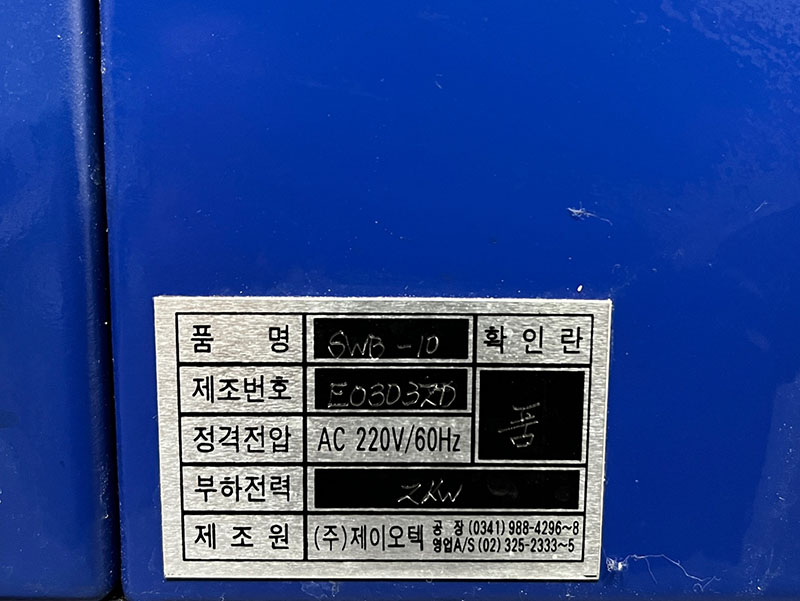 품 명 SWB-10 확인란
제조번호 E0303ZD 품
정격전압 AC 220V/60Hz
부하전력 2KW
제조원 (주)제이오텍 공 장 (0341) 988-4296~8
영업A/S (02) 325-2333~5